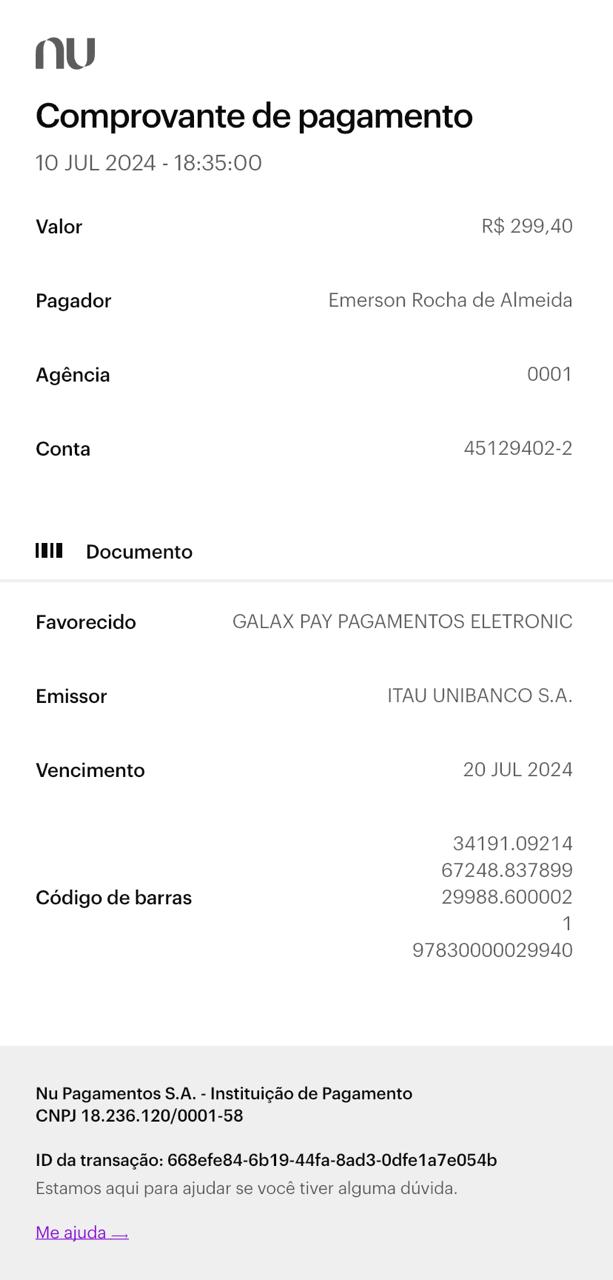 nu
Comprovante de pagamento
10 JUL 2024 - 18:35:00
Valor R$ 299,40
Pagador Emerson Rocha de Almeida
Agência 0001
Conta 45129402-2
Documento
Favorecido GALAX PAY PAGAMENTOS ELETRONIC
Emissor ITAU UNIBANCO S.A.
Vencimento 20 JUL 2024
Código de barras 34191.09214
67248.837899
29988.600002
1
97830000029940
Nu Pagamentos S.A. - Instituição de Pagamento
CNPJ 18.236.120/0001-58
ID da transação: 668efe84-6b19-44fa-8ad3-0dfe1a7e054b
Estamos aqui para ajudar se você tiver alguma dúvida.
Me ajuda